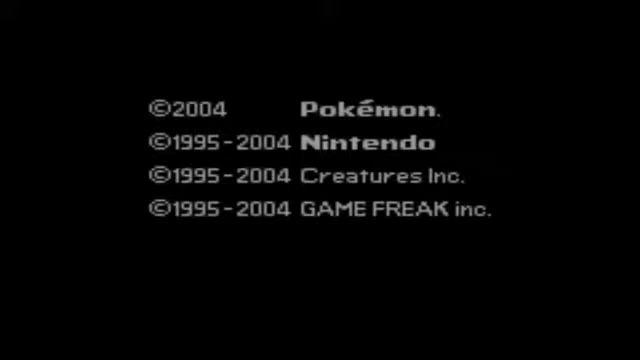 ©2004 Pokémon.
©1995-2004 Nintendo
©1995-2004 Creatures Inc.
©1995-2004 GAME FREAK inc.